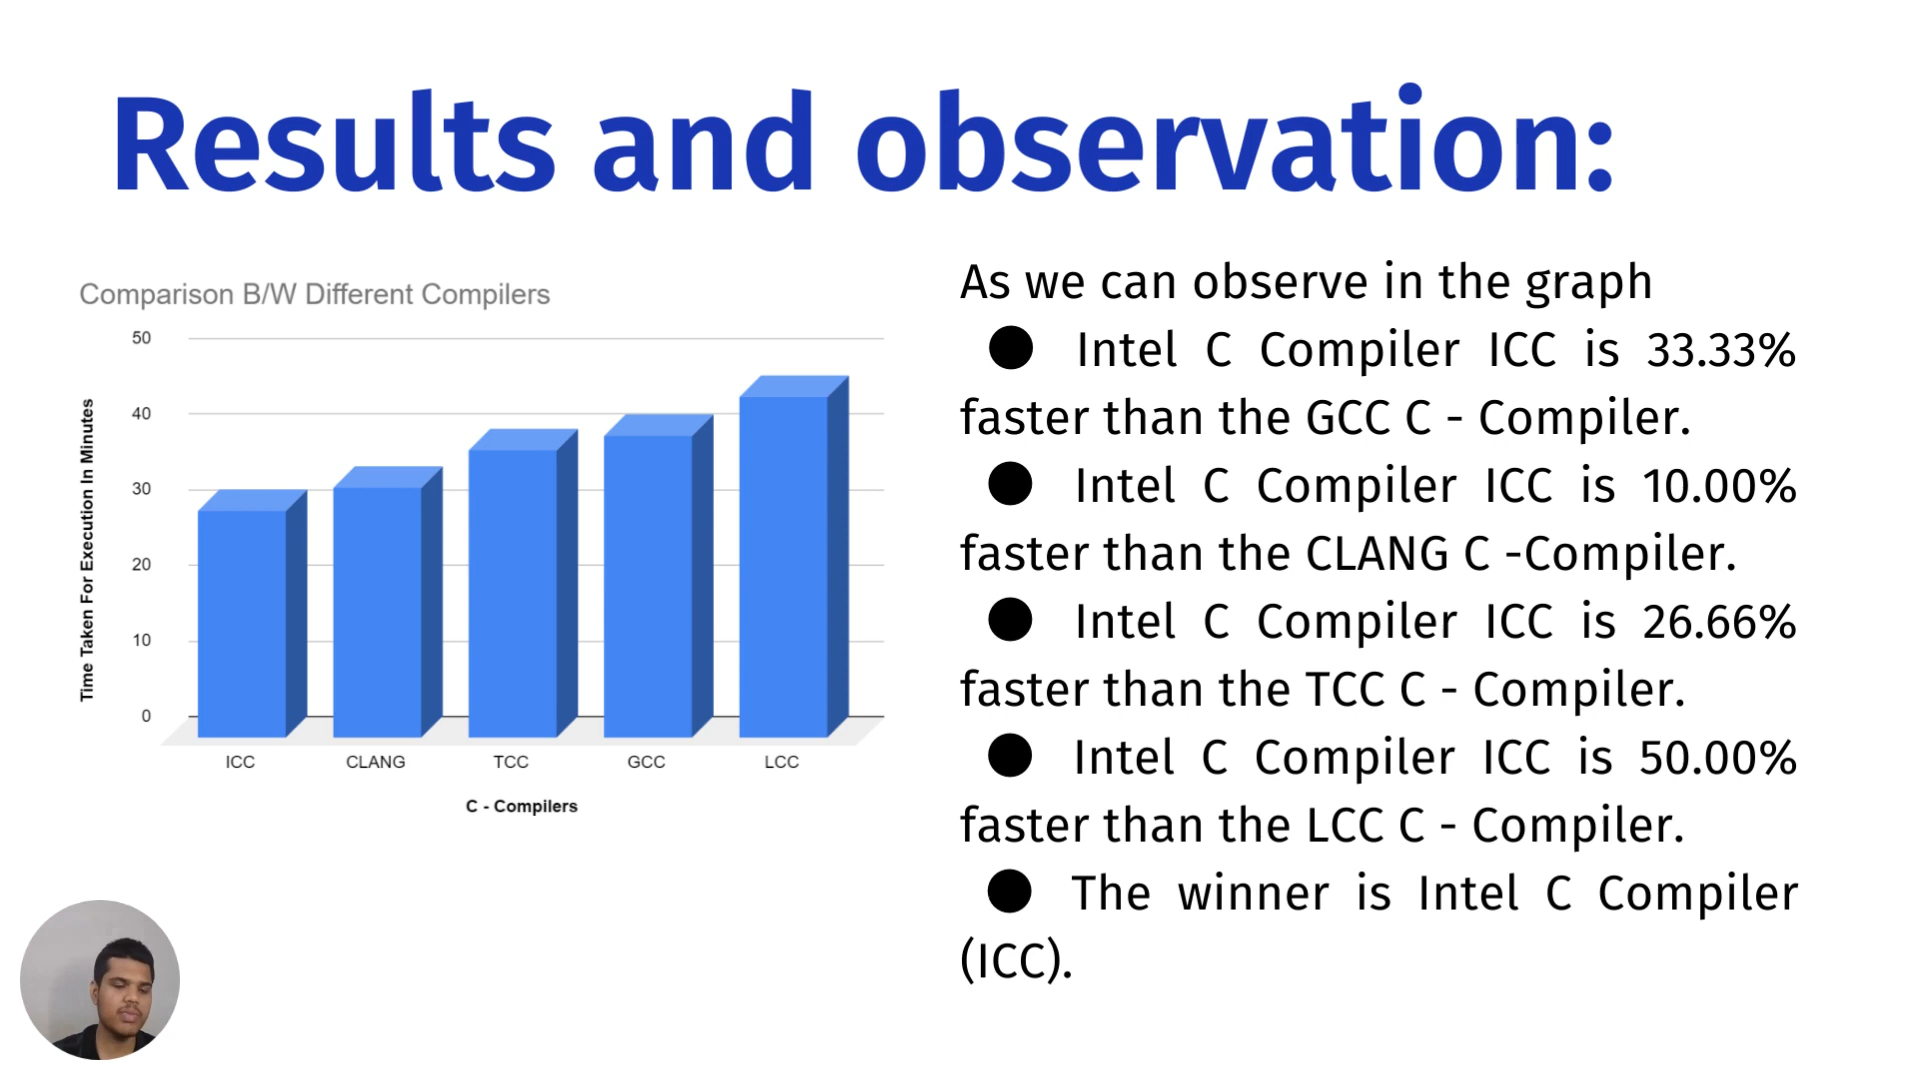 Results and observation:
Comparison B/W Different Compilers
50
40
30
20
10
0
Time Taken For Execution In Minutes
ICC CLANG TCC GCC LCC
C - Compilers
As we can observe in the graph
● Intel C Compiler ICC is 33.33%
faster than the GCC C - Compiler.
● Intel C Compiler ICC is 10.00%
faster than the CLANG C -Compiler.
● Intel C Compiler ICC is 26.66%
faster than the TCC C - Compiler.
● Intel C Compiler ICC is 50.00%
faster than the LCC C - Compiler.
● The winner is Intel C Compiler
(ICC).